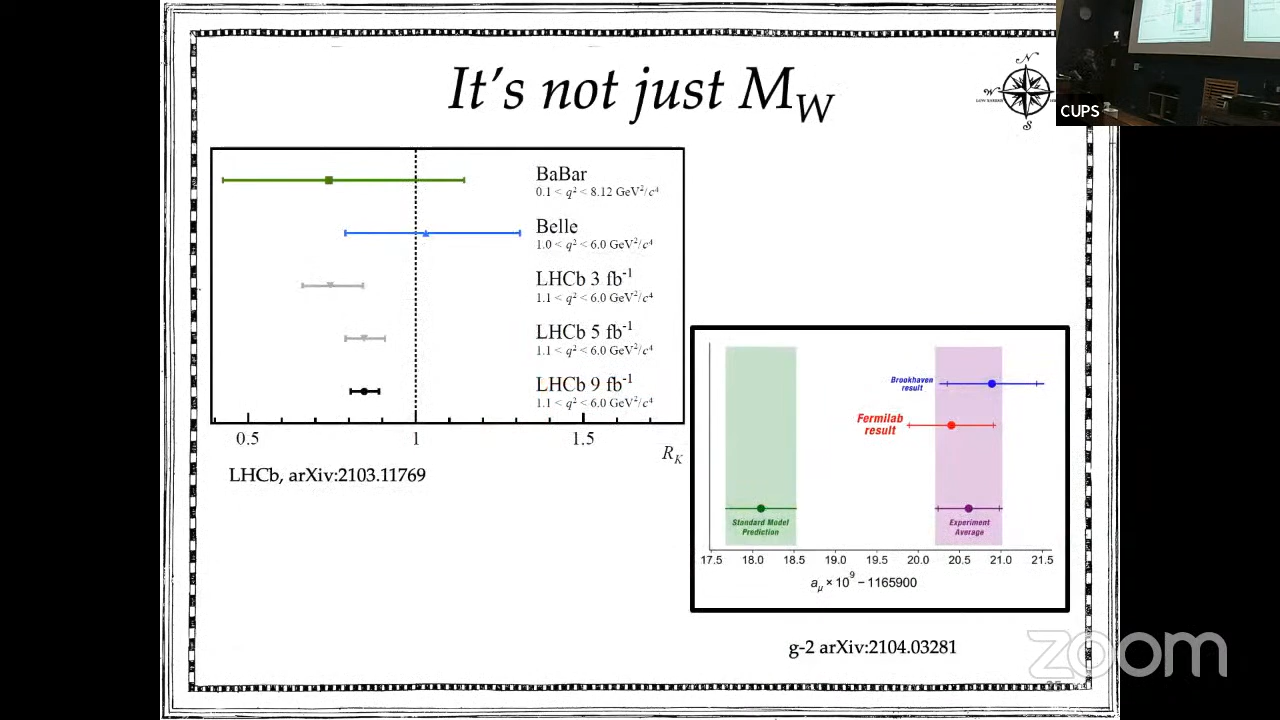 It's not just M_W
N
W
S
CUPS
BaBar
0.1 < q² < 8.12 GeV²/c⁴
Belle
1.0 < q² < 6.0 GeV²/c⁴
LHCb 3 fb⁻¹
1.1 < q² < 6.0 GeV²/c⁴
LHCb 5 fb⁻¹
1.1 < q² < 6.0 GeV²/c⁴
LHCb 9 fb⁻¹
1.1 < q² < 6.0 GeV²/c⁴
0.5 1 1.5
R_K
LHCb, arXiv:2103.11769
Brookhaven
result
Fermilab
result
Standard Model
Prediction
Experiment
Average
17.5 18.0 18.5 19.0 19.5 20.0 20.5 21.0 21.5
a_μ × 10⁹ − 1165900
g-2 arXiv:2104.03281
zoom